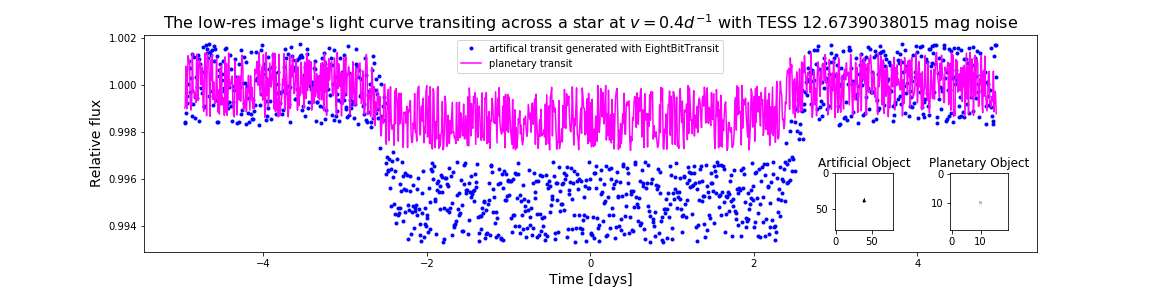 The low-res image's light curve transiting across a star at v = 0.4d⁻¹ with TESS 12.6739038015 mag noise
artifical transit generated with EightBitTransit
planetary transit
Relative flux
1.002
1.000
0.998
0.996
0.994
Artificial Object
Planetary Object
0
50
0
50
0
10
0
10
−4
−2
0
2
4
Time [days]